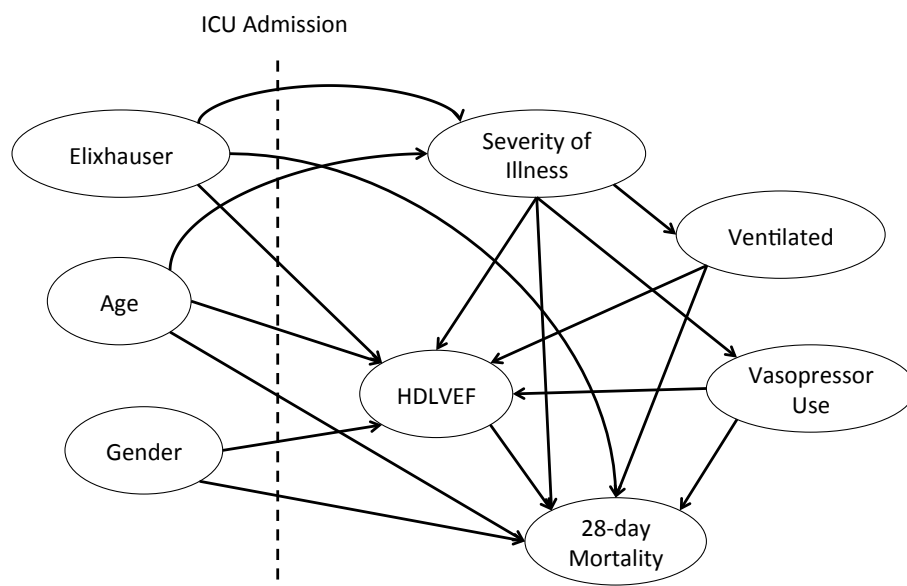 ICU Admission
Elixhauser
Severity of
Illness
Ventilated
Age
HDLVEF
Vasopressor
Use
Gender
28-day
Mortality